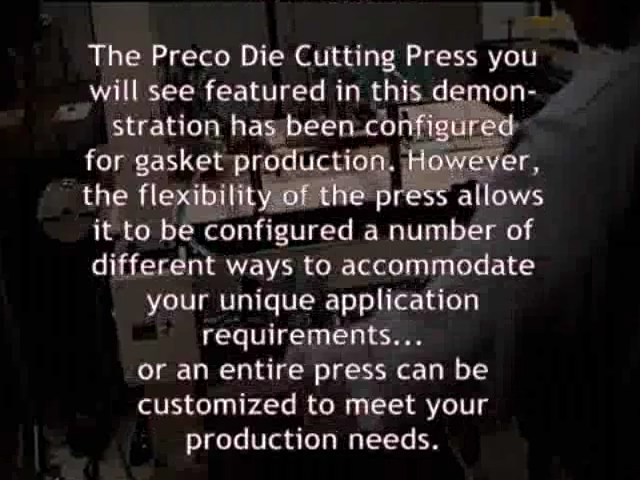 The Preco Die Cutting Press you
will see featured in this demon-
stration has been configured
for gasket production. However,
the flexibility of the press allows
it to be configured a number of
different ways to accommodate
your unique application
requirements...
or an entire press can be
customized to meet your
production needs.